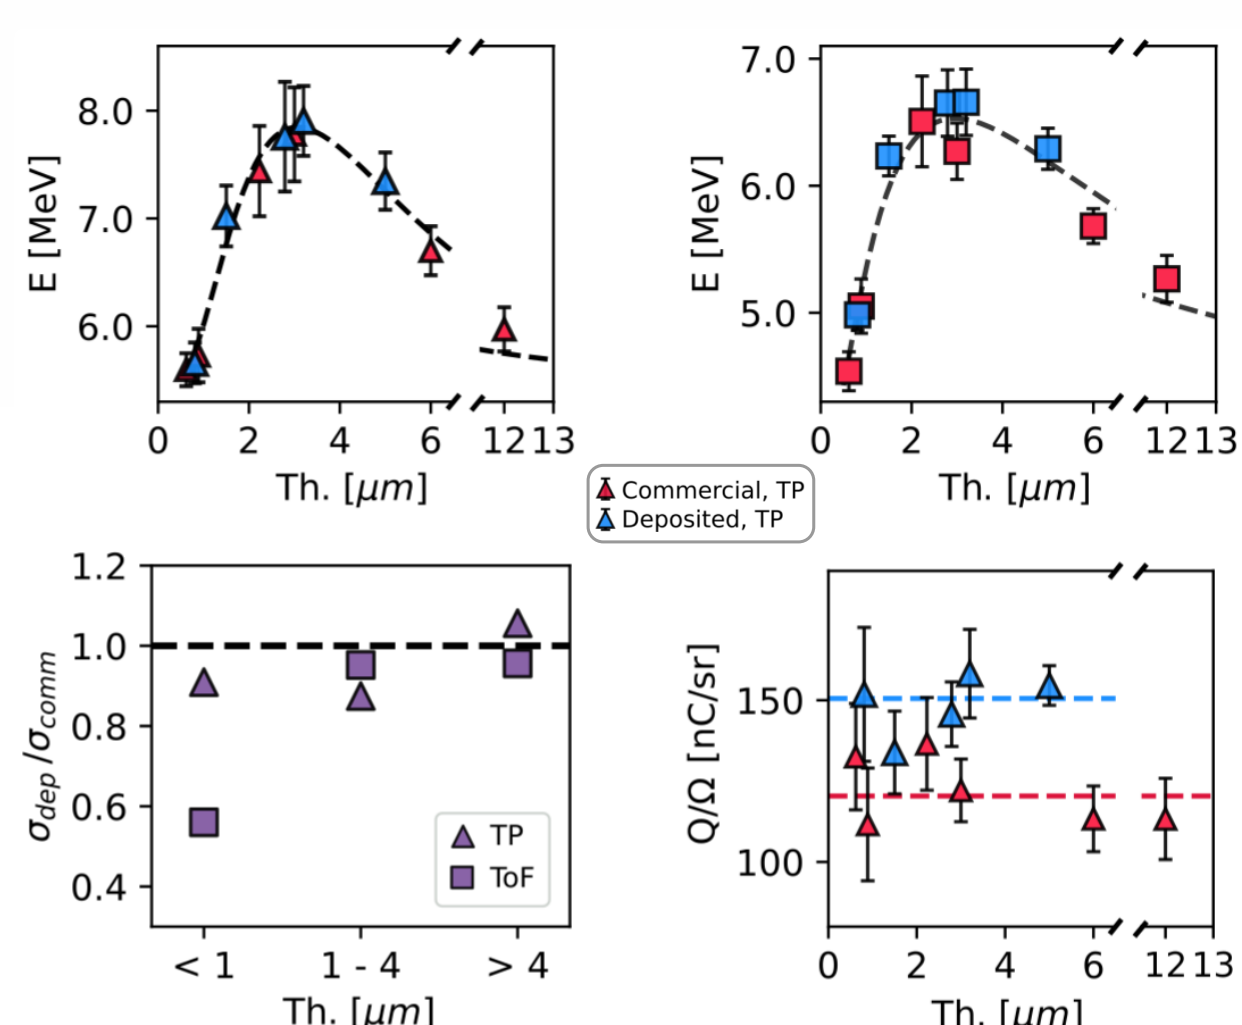 E [MeV]
8.0
7.0
6.0
0 2 4 6 12 13
Th. [μm]
E [MeV]
7.0
6.0
5.0
0 2 4 6 12 13
Th. [μm]
Commercial, TP
Deposited, TP
σdep/σcomm
1.2
1.0
0.8
0.6
0.4
TP
ToF
< 1 1 - 4 > 4
Th. [μm]
Q/Ω [nC/sr]
150
100
0 2 4 6 12 13
Th. [μm]